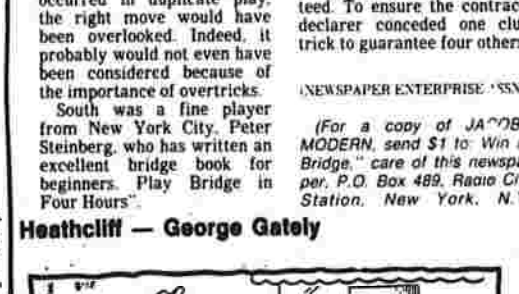 occurred in duplicate play,
the right move would have
been overlooked. Indeed, it
probably would not even have
been considered because of
the importance of overtricks.
South was a fine player
from New York City, Peter
Steinberg, who has written an
excellent bridge book for
beginners, Play Bridge in
Four Hours".
teed. To ensure the contrac
declarer conceded one clu
trick to guarantee four others
NEWSPAPER ENTERPRISE
(For a copy of
MODERN, send $1 to: Win
Bridge," care of this newspa
per, P.O. Box 489, Radio Ci
Station, New York, N.
Heathcliff — George Gately